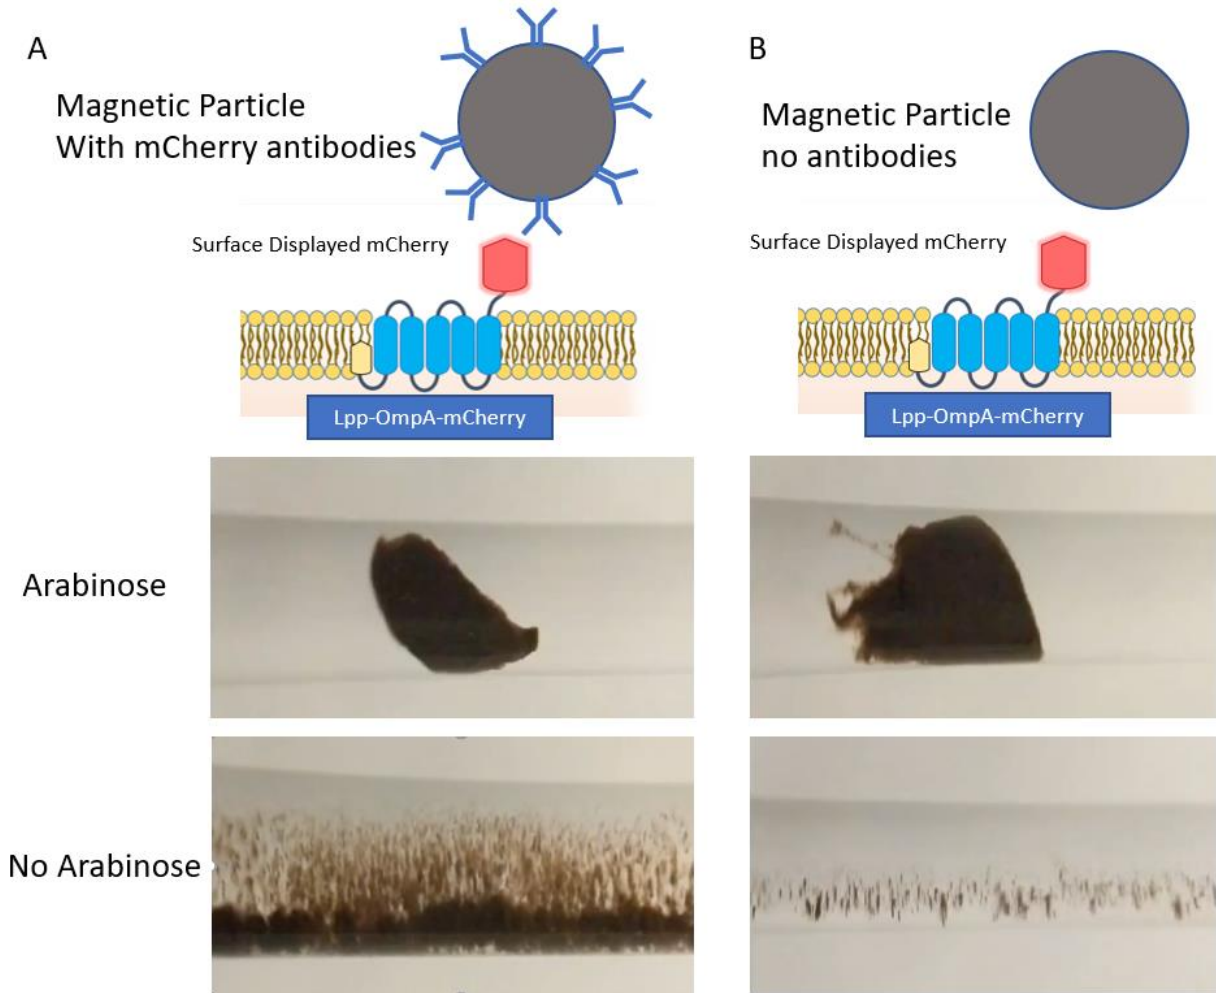 A
Magnetic Particle
With mCherry antibodies
Surface Displayed mCherry
Lpp-OmpA-mCherry
B
Magnetic Particle
no antibodies
Surface Displayed mCherry
Lpp-OmpA-mCherry
Arabinose
No Arabinose